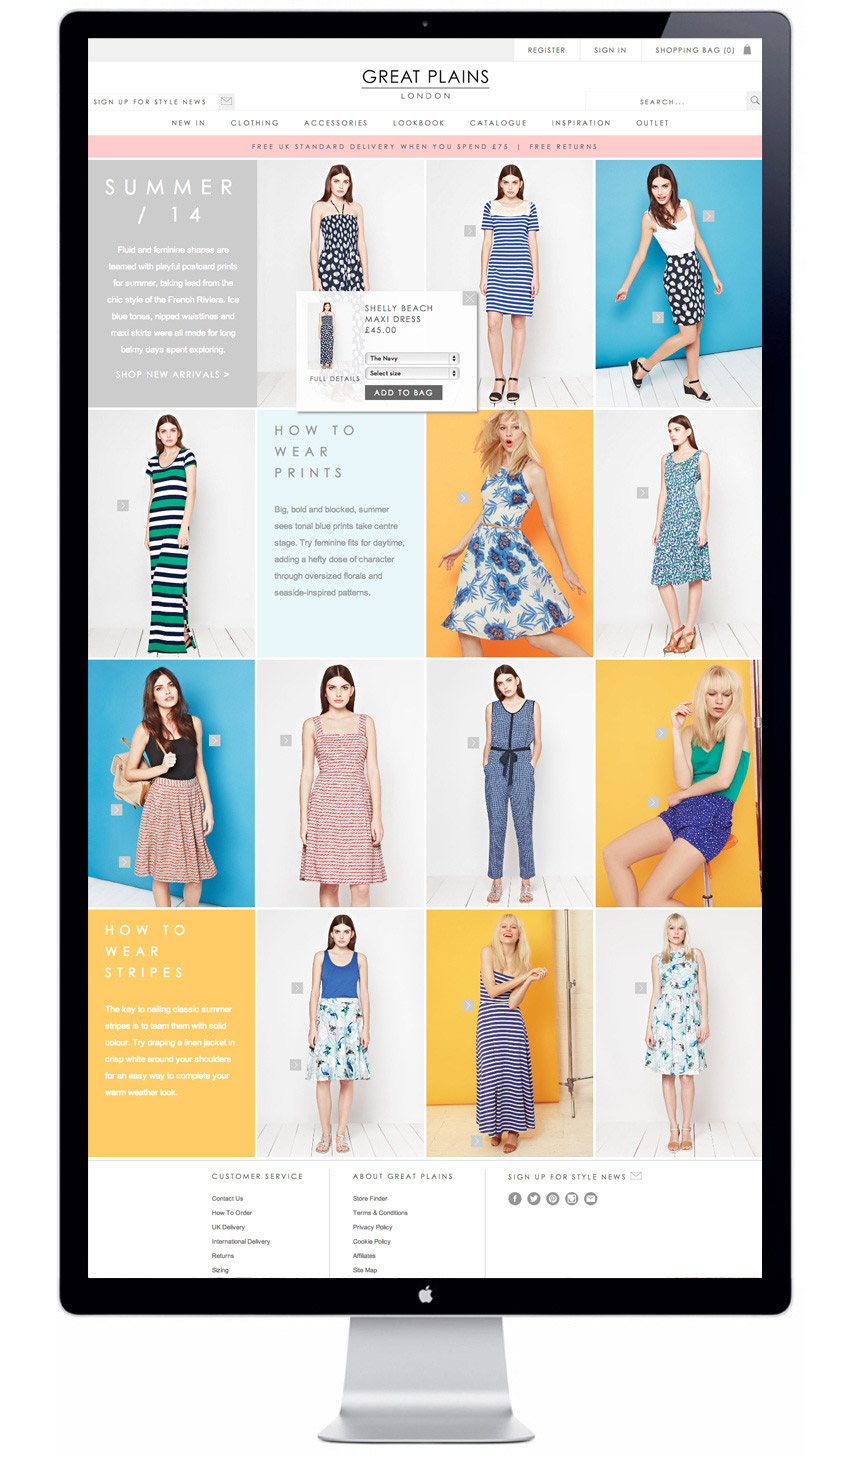 REGISTER
SIGN IN
SHOPPING BAG (0)
GREAT PLAINS
LONDON
SIGN UP FOR STYLE NEWS
SEARCH...
NEW IN
CLOTHING
ACCESSORIES
LOOKBOOK
CATALOGUE
INSPIRATION
OUTLET
FREE UK STANDARD DELIVERY WHEN YOU SPEND £75 | FREE RETURNS
SUMMER
/ 14
Fluid and feminine shapes are
teamed with playful postcard prints
for summer, taking lead from the
chic style of the French Riviera. Ice
blue tones, nipped waistlines and
maxi skirts were all made for long
balmy days spent exploring.
SHOP NEW ARRIVALS >
SHELLY BEACH
MAXI DRESS
£45.00
The Navy
Select size
FULL DETAILS
ADD TO BAG
HOW TO
WEAR
PRINTS
Big, bold and blocked, summer
sees tonal blue prints take centre
stage. Try feminine fits for daytime,
adding a hefty dose of character
through oversized florals and
seaside-inspired patterns.
HOW TO
WEAR
STRIPES
The key to nailing classic summer
stripes is to team them with solid
colour. Try draping a linen jacket in
crisp white around your shoulders
for an easy way to complete your
warm weather look.
CUSTOMER SERVICE
Contact Us
How To Order
UK Delivery
International Delivery
Returns
Sizing
ABOUT GREAT PLAINS
Store Finder
Terms & Conditions
Privacy Policy
Cookie Policy
Affiliates
Site Map
SIGN UP FOR STYLE NEWS